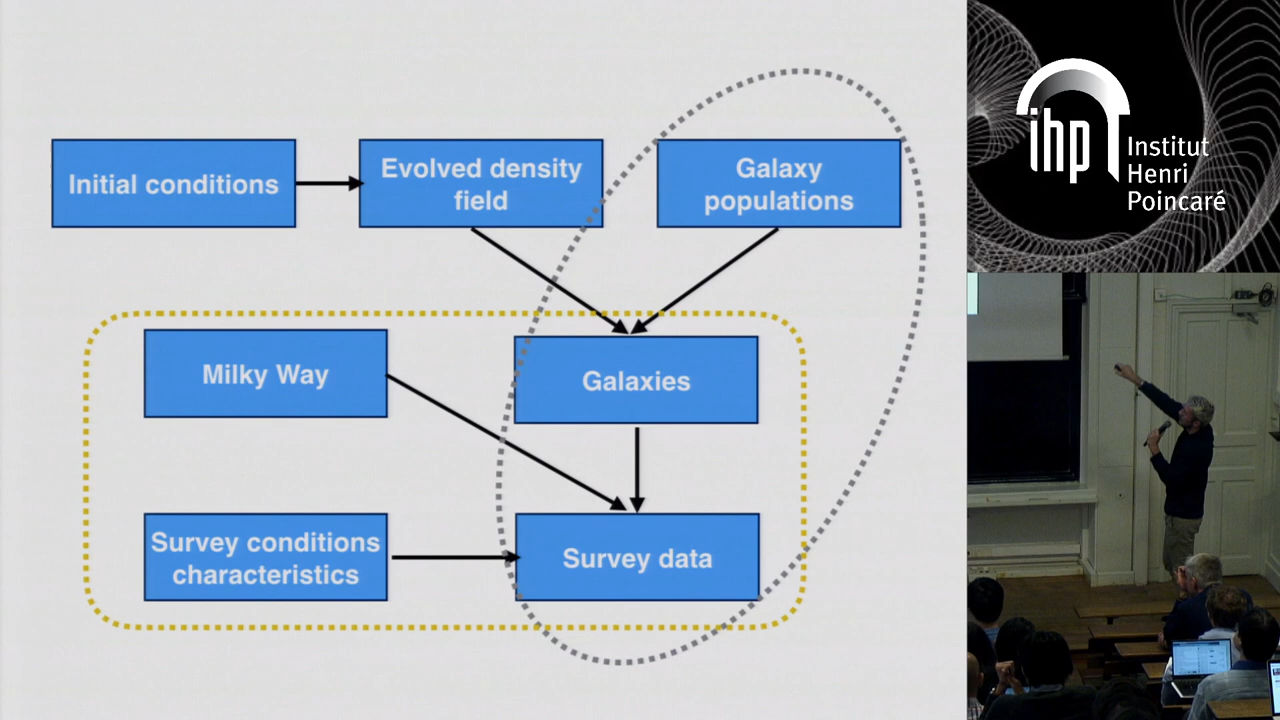 Initial conditions
Evolved density
field
Galaxy
populations
Milky Way
Galaxies
Survey conditions
characteristics
Survey data
ihp
Institut
Henri
Poincaré